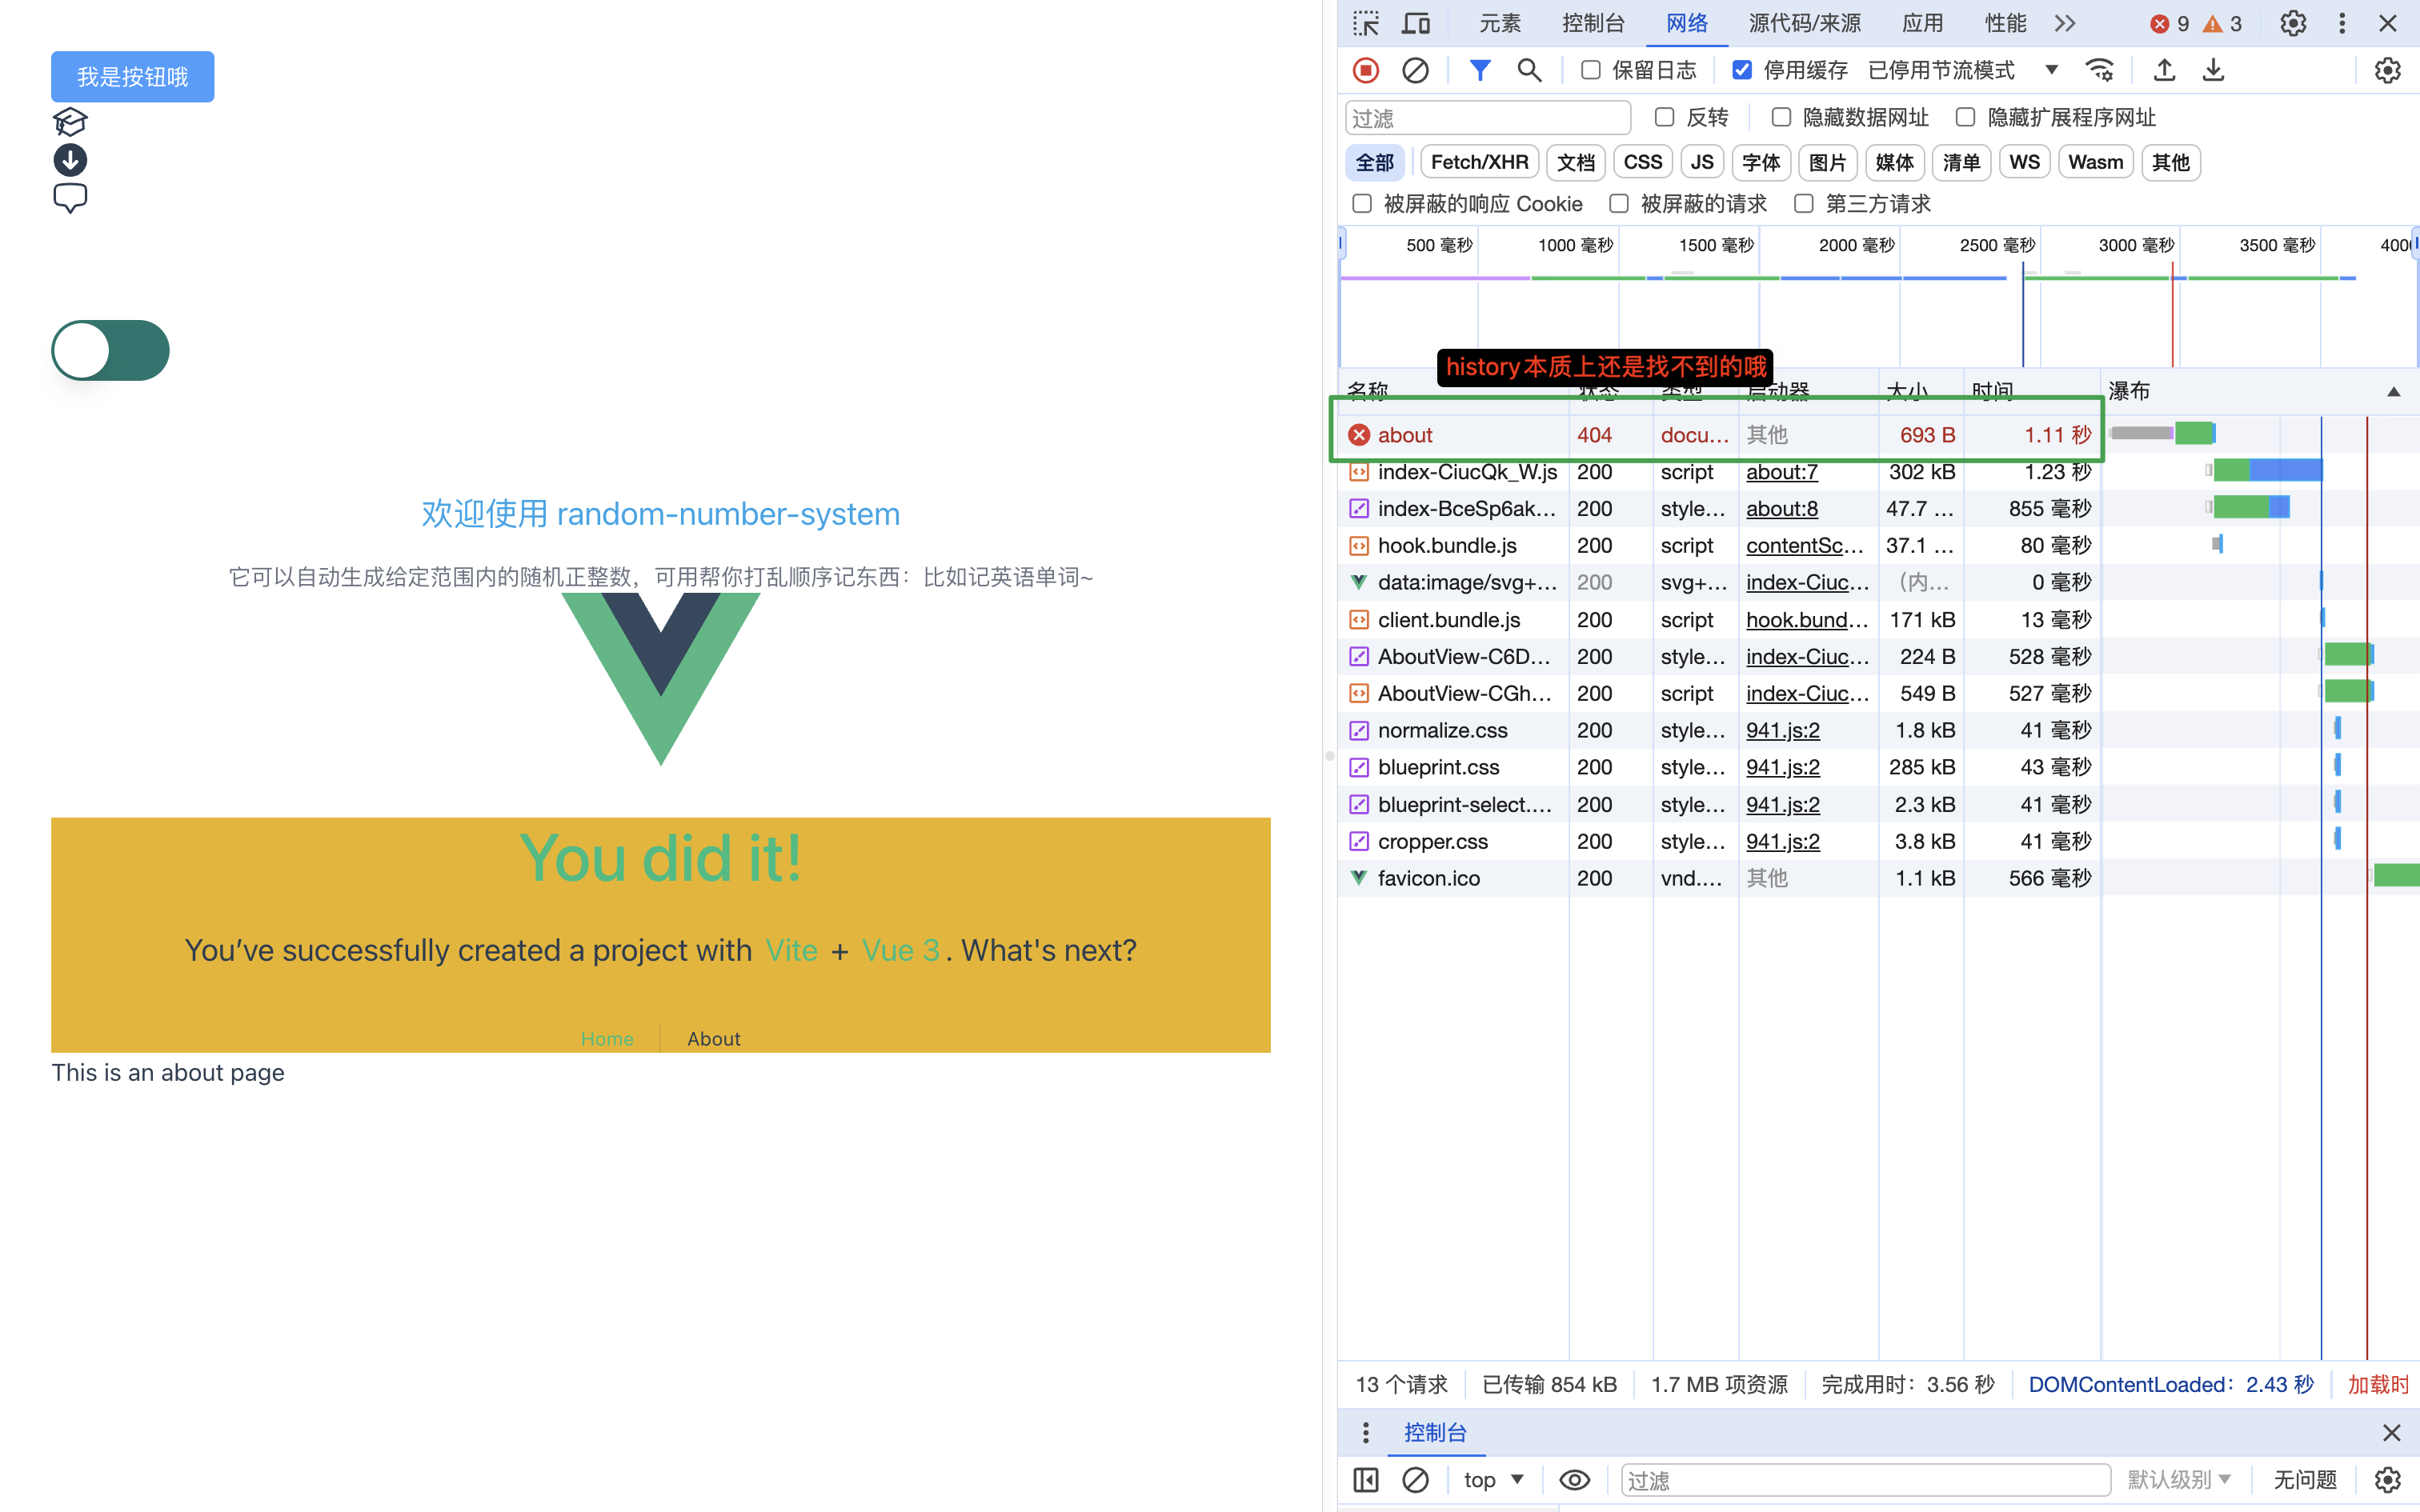 我是按钮哦
欢迎使用 random-number-system
它可以自动生成给定范围内的随机正整数，可用帮你打乱顺序记东西：比如记英语单词~
You did it!
You’ve successfully created a project with Vite + Vue 3. What's next?
Home About
This is an about page
元素 控制台 网络 源代码/来源 应用 性能 9 3
保留日志 停用缓存 已停用节流模式
过滤 反转 隐藏数据网址 隐藏扩展程序网址
全部 Fetch/XHR 文档 CSS JS 字体 图片 媒体 清单 WS Wasm 其他
被屏蔽的响应 Cookie 被屏蔽的请求 第三方请求
500 毫秒 1000 毫秒 1500 毫秒 2000 毫秒 2500 毫秒 3000 毫秒 3500 毫秒 400
history本质上还是找不到的哦
名称 状态 类型 启动器 大小 时间 瀑布
about 404 docu... 其他 693 B 1.11 秒
index-CiucQk_W.js 200 script about:7 302 kB 1.23 秒
index-BceSp6ak... 200 style... about:8 47.7 ... 855 毫秒
hook.bundle.js 200 script contentSc... 37.1 ... 80 毫秒
data:image/svg+... 200 svg+... index-Ciuc... （内... 0 毫秒
client.bundle.js 200 script hook.bund... 171 kB 13 毫秒
AboutView-C6D... 200 style... index-Ciuc... 224 B 528 毫秒
AboutView-CGh... 200 script index-Ciuc... 549 B 527 毫秒
normalize.css 200 style... 941.js:2 1.8 kB 41 毫秒
blueprint.css 200 style... 941.js:2 285 kB 43 毫秒
blueprint-select.... 200 style... 941.js:2 2.3 kB 41 毫秒
cropper.css 200 style... 941.js:2 3.8 kB 41 毫秒
favicon.ico 200 vnd.... 其他 1.1 kB 566 毫秒
13 个请求 已传输 854 kB 1.7 MB 项资源 完成用时：3.56 秒 DOMContentLoaded：2.43 秒 加载时
控制台
top 过滤 默认级别 无问题